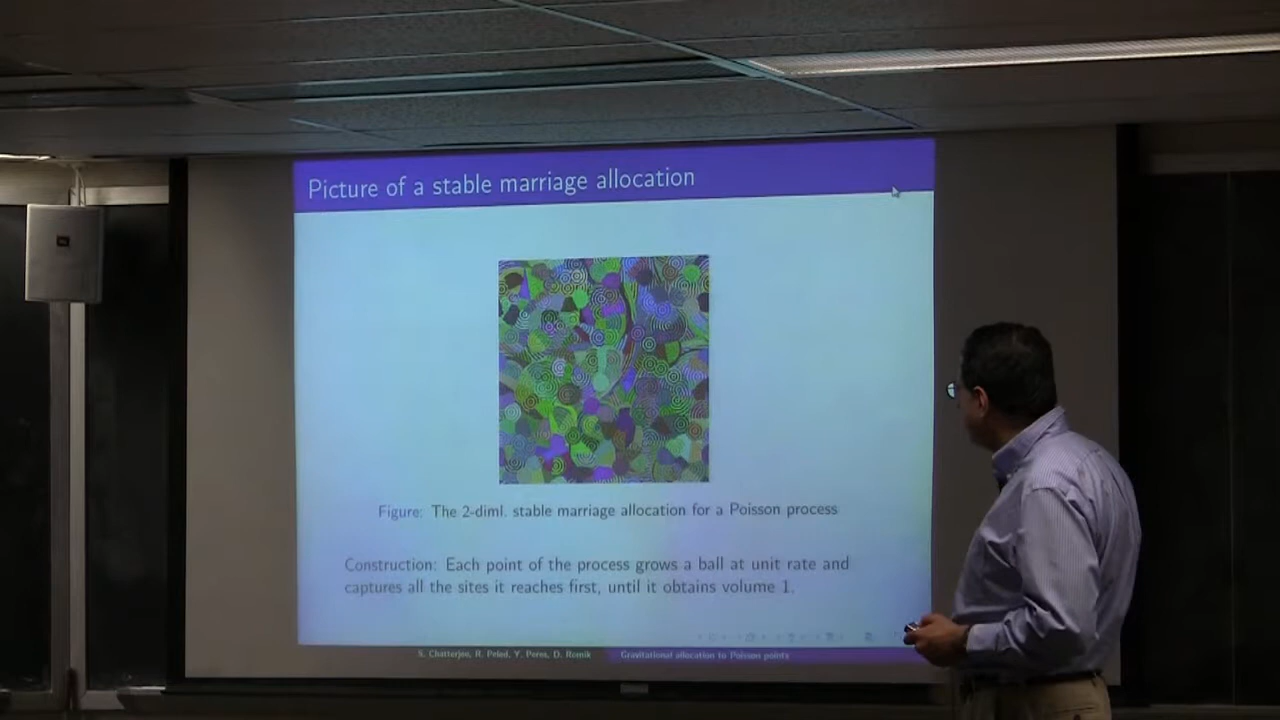 Picture of a stable marriage allocation
Figure: The 2-diml. stable marriage allocation for a Poisson process
Construction: Each point of the process grows a ball at unit rate and
captures all the sites it reaches first, until it obtains volume 1.
S. Chatterjee, R. Peled, Y. Peres, D. Romik
Gravitational allocation to Poisson points